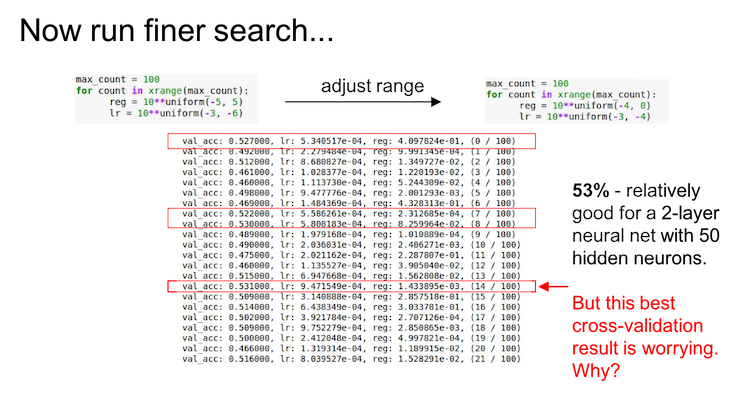 Now run finer search...
max_count = 100
for count in xrange(max_count):
reg = 10**uniform(-5, 5)
lr = 10**uniform(-3, -6)
adjust range
max_count = 100
for count in xrange(max_count):
reg = 10**uniform(-4, 0)
lr = 10**uniform(-3, -4)
val_acc: 0.527000, lr: 5.340517e-04, reg: 4.097824e-01, (0 / 100)
val_acc: 0.492000, lr: 2.279484e-04, reg: 9.991345e-04, (1 / 100)
val_acc: 0.512000, lr: 8.680827e-04, reg: 1.349727e-02, (2 / 100)
val_acc: 0.461000, lr: 1.028377e-04, reg: 1.220193e-02, (3 / 100)
val_acc: 0.460000, lr: 1.113730e-04, reg: 5.244309e-02, (4 / 100)
val_acc: 0.498000, lr: 9.477776e-04, reg: 2.001293e-03, (5 / 100)
val_acc: 0.469000, lr: 1.484369e-04, reg: 4.328313e-01, (6 / 100)
val_acc: 0.522000, lr: 5.586261e-04, reg: 2.312685e-04, (7 / 100)
val_acc: 0.530000, lr: 5.808183e-04, reg: 8.259964e-02, (8 / 100)
val_acc: 0.489000, lr: 1.979168e-04, reg: 1.010889e-04, (9 / 100)
val_acc: 0.490000, lr: 2.036031e-04, reg: 2.406271e-03, (10 / 100)
val_acc: 0.475000, lr: 2.021162e-04, reg: 2.287807e-01, (11 / 100)
val_acc: 0.460000, lr: 1.135527e-04, reg: 3.905040e-02, (12 / 100)
val_acc: 0.515000, lr: 6.947668e-04, reg: 1.562808e-02, (13 / 100)
val_acc: 0.531000, lr: 9.471549e-04, reg: 1.433895e-03, (14 / 100)
val_acc: 0.509000, lr: 3.140888e-04, reg: 2.857518e-01, (15 / 100)
val_acc: 0.514000, lr: 6.438349e-04, reg: 3.033781e-01, (16 / 100)
val_acc: 0.502000, lr: 3.921784e-04, reg: 2.707126e-04, (17 / 100)
val_acc: 0.509000, lr: 9.752279e-04, reg: 2.850865e-03, (18 / 100)
val_acc: 0.500000, lr: 2.412048e-04, reg: 4.997821e-04, (19 / 100)
val_acc: 0.466000, lr: 1.319314e-04, reg: 1.189915e-02, (20 / 100)
val_acc: 0.516000, lr: 8.039527e-04, reg: 1.528291e-02, (21 / 100)
53% - relatively
good for a 2-layer
neural net with 50
hidden neurons.
But this best
cross-validation
result is worrying.
Why?